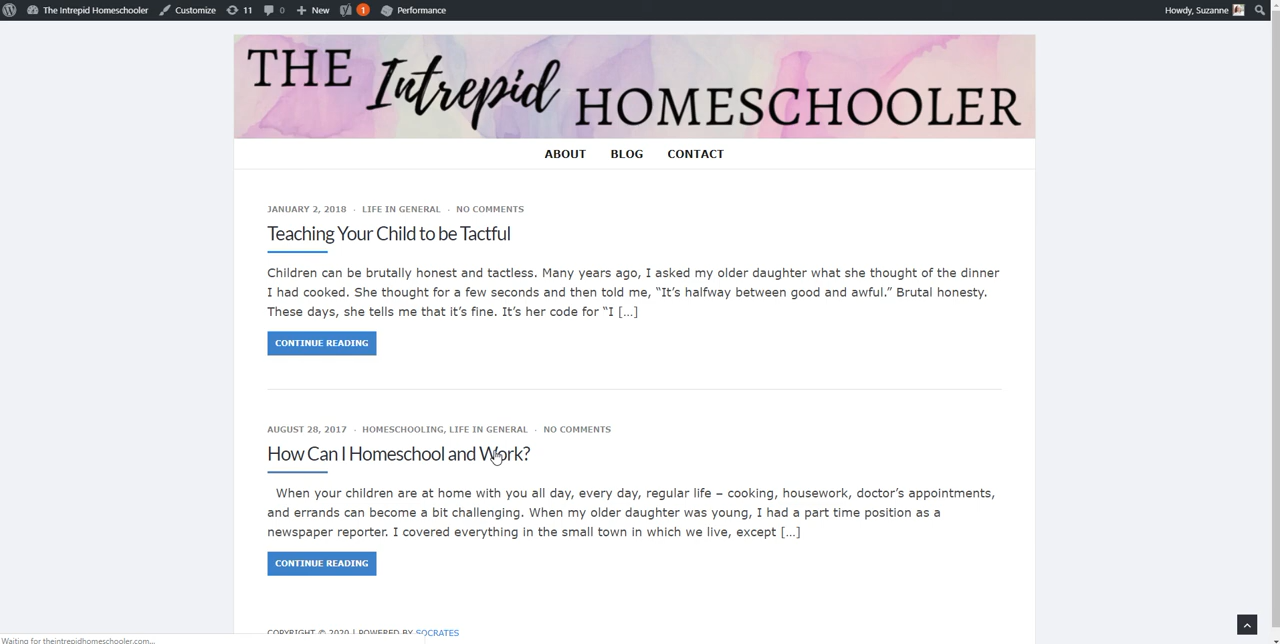 The Intrepid Homeschooler Customize 11 0 New 1 Performance Howdy, Suzanne
THE Intrepid HOMESCHOOLER
ABOUT BLOG CONTACT
JANUARY 2, 2018 · LIFE IN GENERAL · NO COMMENTS
Teaching Your Child to be Tactful
Children can be brutally honest and tactless. Many years ago, I asked my older daughter what she thought of the dinner
I had cooked. She thought for a few seconds and then told me, “It’s halfway between good and awful.” Brutal honesty.
These days, she tells me that it’s fine. It’s her code for “I […]
CONTINUE READING
AUGUST 28, 2017 · HOMESCHOOLING, LIFE IN GENERAL · NO COMMENTS
How Can I Homeschool and Work?
When your children are at home with you all day, every day, regular life – cooking, housework, doctor’s appointments,
and errands can become a bit challenging. When my older daughter was young, I had a part time position as a
newspaper reporter. I covered everything in the small town in which we live, except […]
CONTINUE READING
COPYRIGHT © 2020 | POWERED BY SOCRATES
Waiting for theintrepidhomeschooler.com...